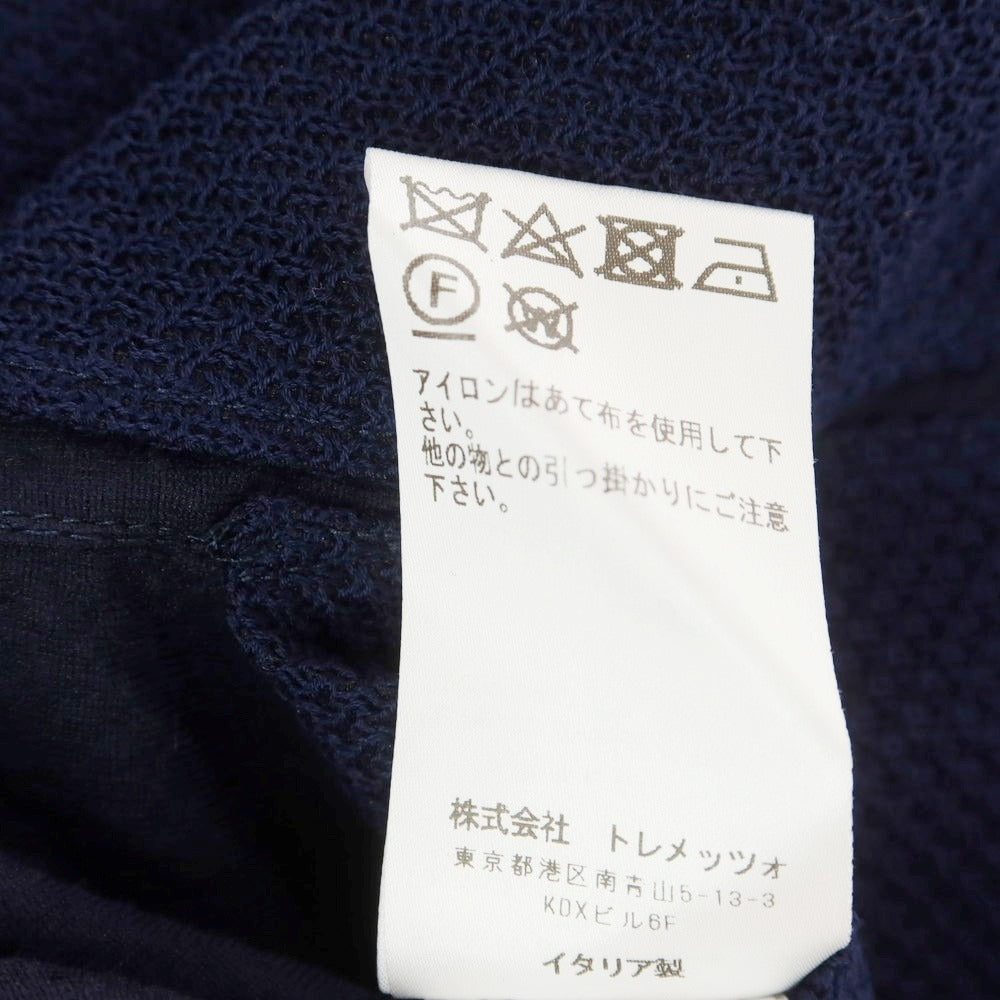 F W
アイロンはあて布を使用して下
さい。
他の物との引っ掛かりにご注意
下さい。
株式会社 トレメッツォ
東京都港区南青山5-13-3
KDXビル6F
イタリア製